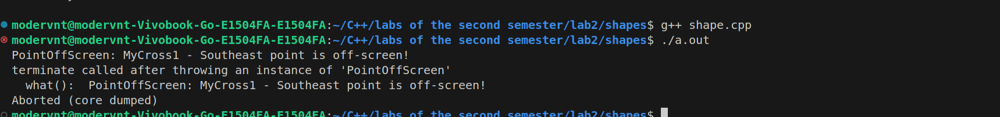 modervnt@modervnt-Vivobook-Go-E1504FA-E1504FA:~/C++/labs of the second semester/lab2/shapes$ g++ shape.cpp
modervnt@modervnt-Vivobook-Go-E1504FA-E1504FA:~/C++/labs of the second semester/lab2/shapes$ ./a.out
PointOffScreen: MyCross1 - Southeast point is off-screen!
terminate called after throwing an instance of 'PointOffScreen'
  what():  PointOffScreen: MyCross1 - Southeast point is off-screen!
Aborted (core dumped)
modervnt@modervnt-Vivobook-Go-E1504FA-E1504FA:~/C++/labs of the second semester/lab2/shapes$